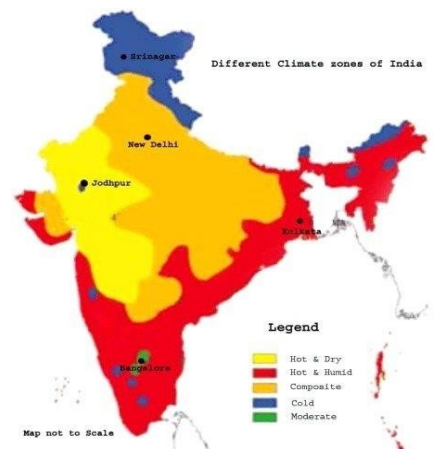 Srinagar
Different Climate zones of India
New Delhi
Jodhpur
Kolkata
Bangalore
Legend
Hot & Dry
Hot & Humid
Composite
Cold
Moderate
Map not to Scale